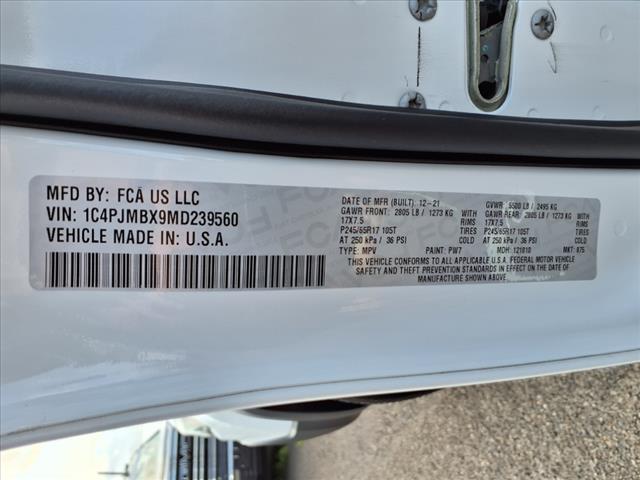 MFD BY: FCA US LLC
VIN: 1C4PJMBX9MD239560
VEHICLE MADE IN: U.S.A.
DATE OF MFR (BUILT): 12-21 GVWR: 5500 LB / 2495 KG
GAWR FRONT: 2805 LB / 1273 KG WITH GAWR REAR: 2805 LB / 1273 KG WITH
17X7.5 RIMS 17X7.5 RIMS
P245/65R17 105T TIRES P245/65R17 105T TIRES
AT 250 kPa / 36 PSI COLD AT 250 kPa / 36 PSI COLD
TYPE: MPV PAINT: PW7 MDH: 121810 MKT: 875
THIS VEHICLE CONFORMS TO ALL APPLICABLE U.S.A. FEDERAL MOTOR VEHICLE
SAFETY AND THEFT PREVENTION STANDARDS IN EFFECT ON THE DATE OF
MANUFACTURE SHOWN ABOVE.